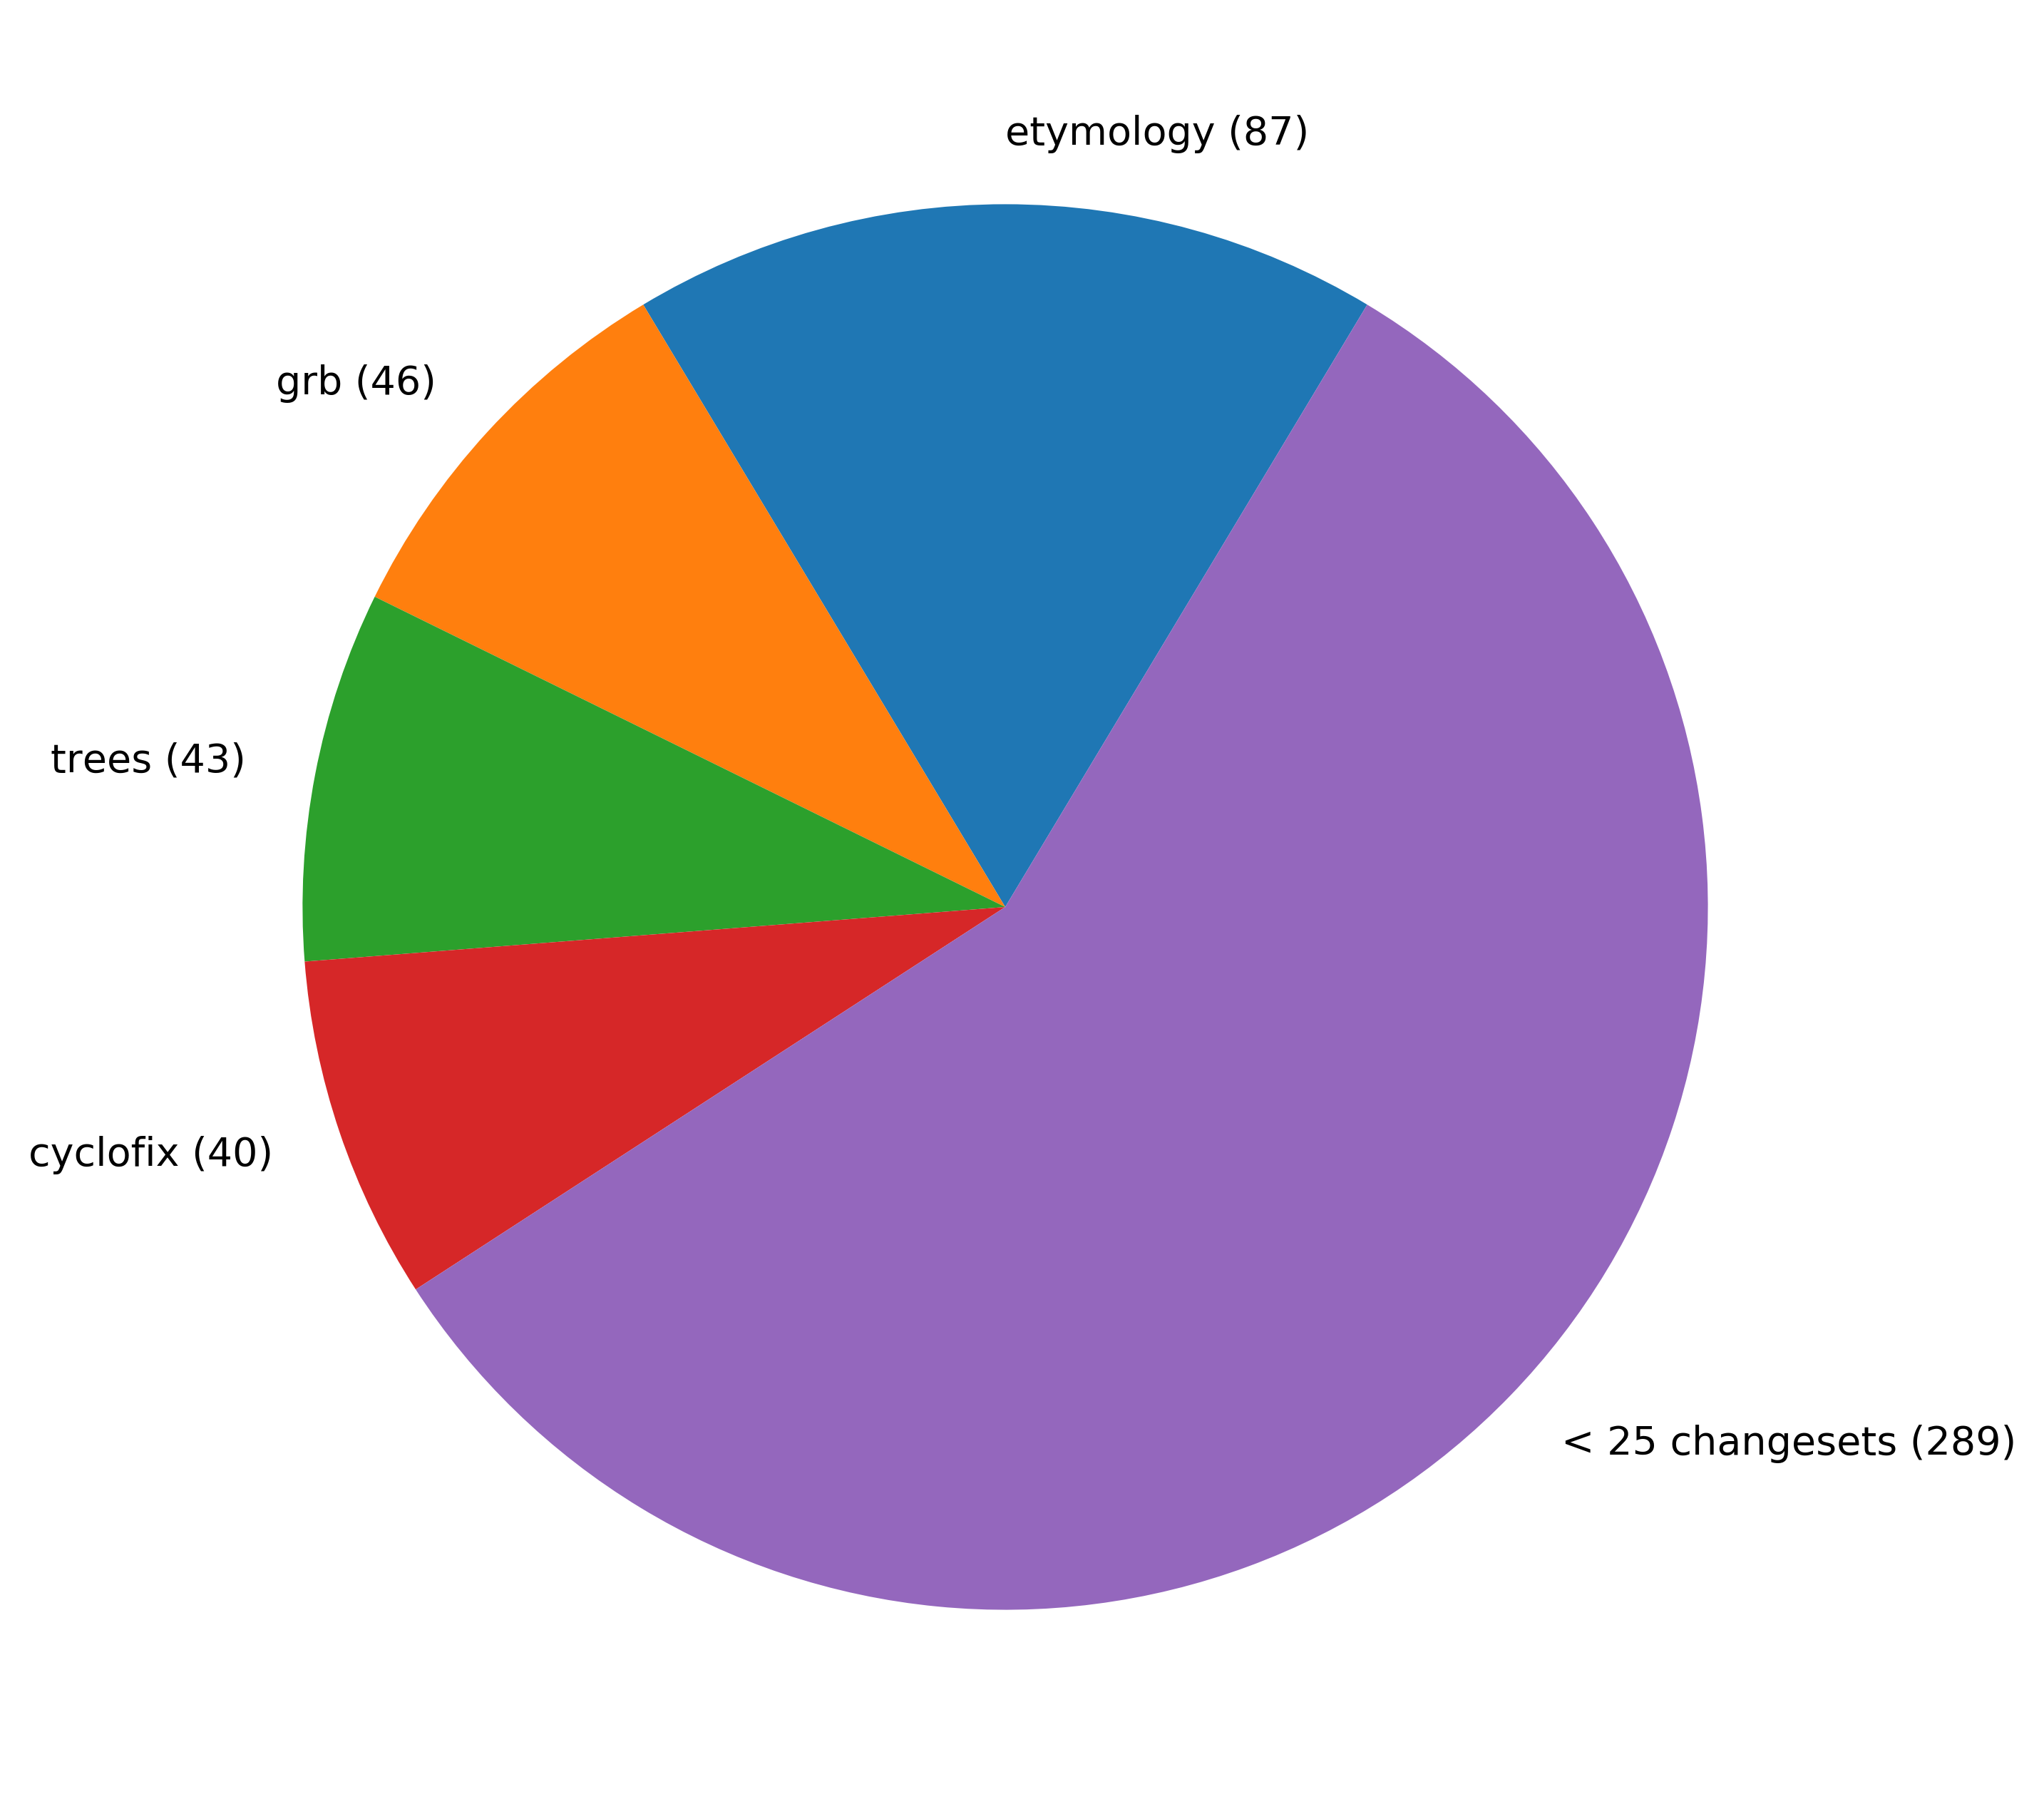 etymology (87)
grb (46)
trees (43)
cyclofix (40)
< 25 changesets (289)